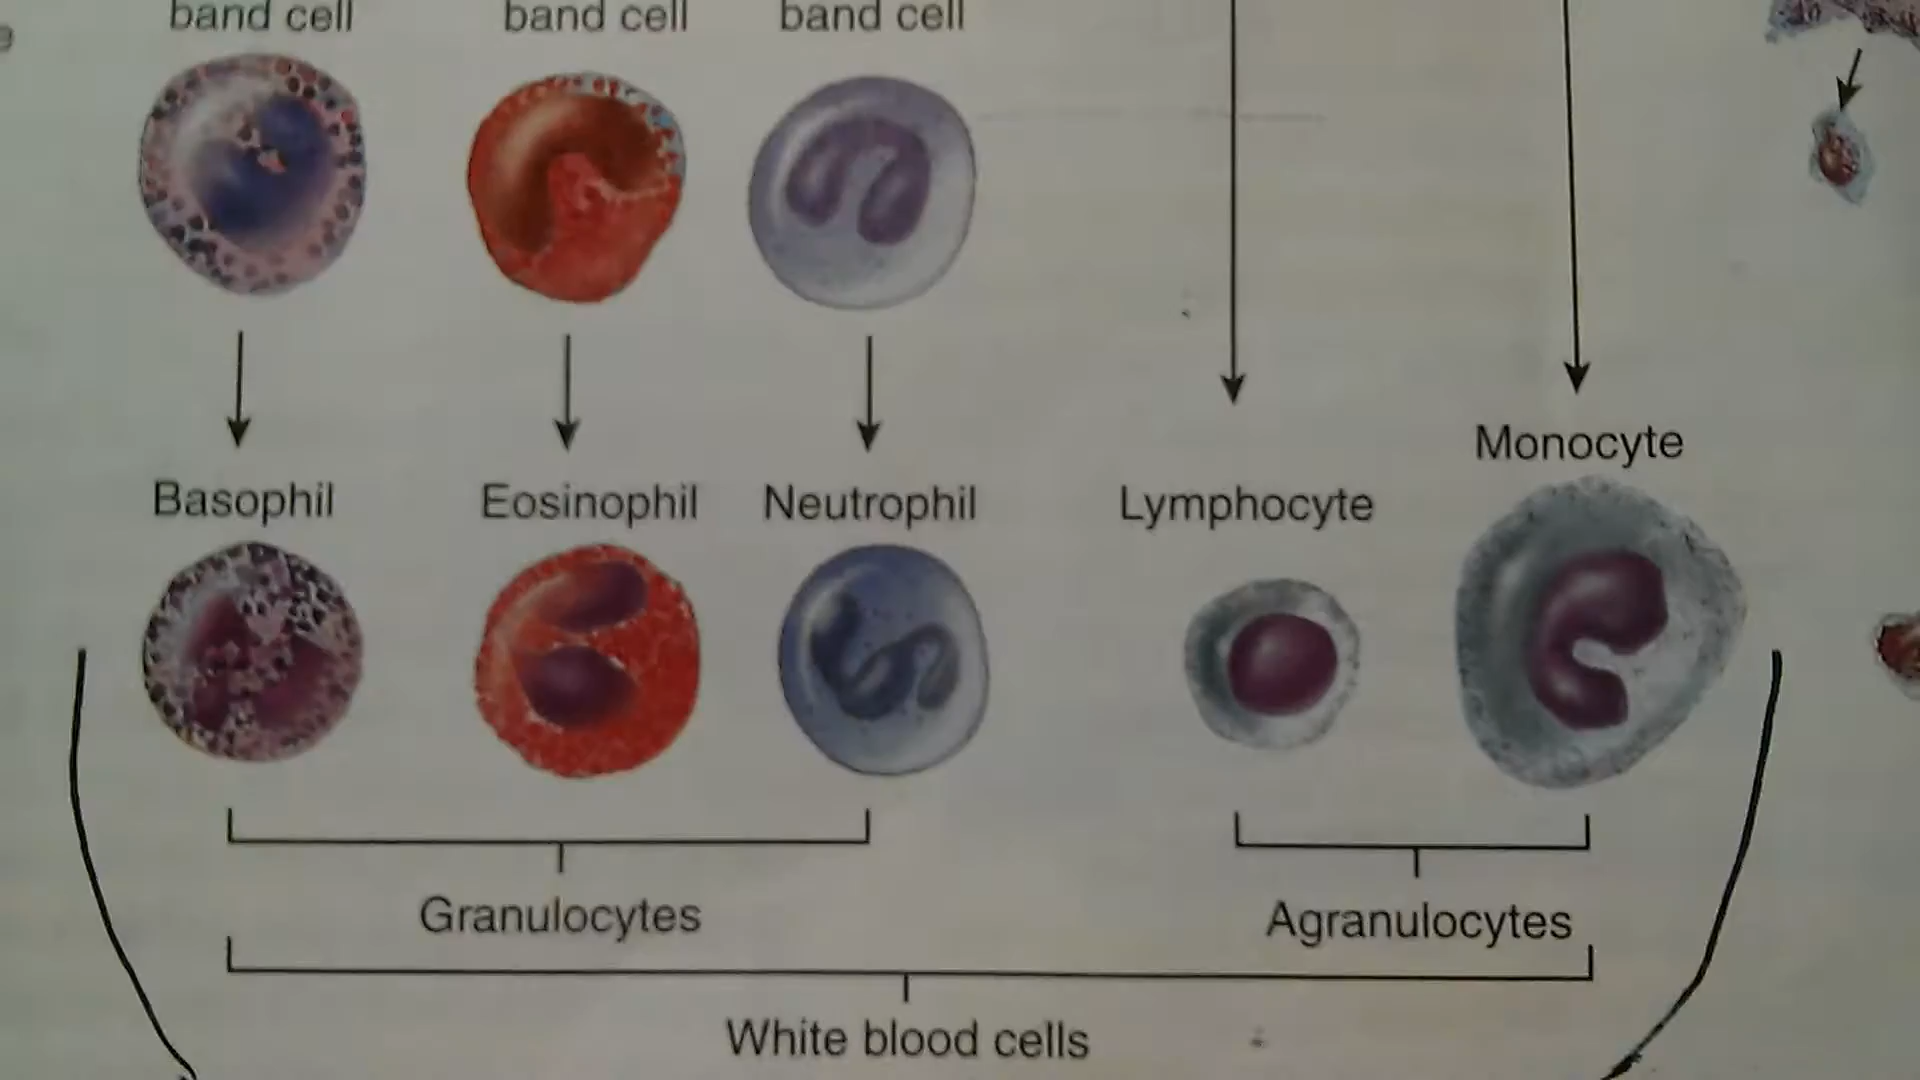 band cell
band cell
band cell
Monocyte
Basophil
Eosinophil
Neutrophil
Lymphocyte
Granulocytes
Agranulocytes
White blood cells